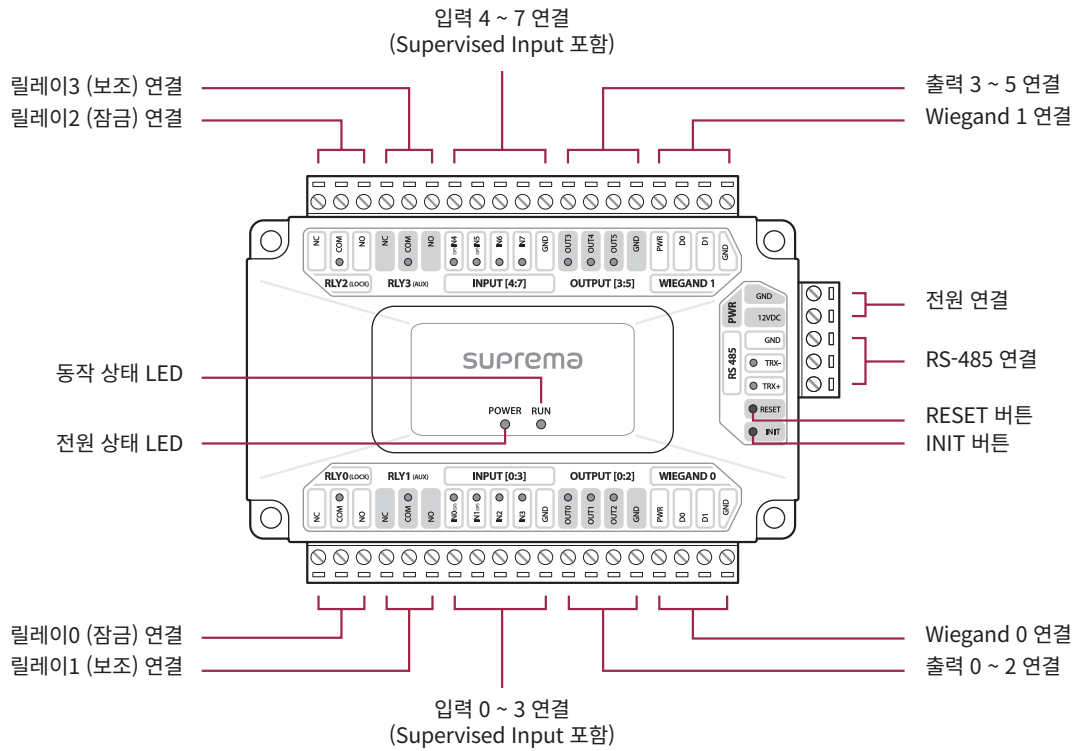 입력 4 ~ 7 연결
(Supervised Input 포함)
릴레이3 (보조) 연결
릴레이2 (잠금) 연결
출력 3 ~ 5 연결
Wiegand 1 연결
NC COM NO NC COM NO IN4 IN5 IN6 IN7 GND OUT3 OUT4 OUT5 GND PWR D0 D1 GND
RLY2 (LOCK) RLY3 (AUX) INPUT [4:7] OUTPUT [3:5] WIEGAND 1
PWR GND
12VDC
RS 485 GND
TRX-
TRX+
RESET
INIT
전원 연결
RS-485 연결
RESET 버튼
INIT 버튼
suprema
POWER RUN
동작 상태 LED
전원 상태 LED
RLY0 (LOCK) RLY1 (AUX) INPUT [0:3] OUTPUT [0:2] WIEGAND 0
NC COM NO NC COM NO IN0 IN1 IN2 IN3 GND OUT0 OUT1 OUT2 GND PWR D0 D1 GND
릴레이0 (잠금) 연결
릴레이1 (보조) 연결
Wiegand 0 연결
출력 0 ~ 2 연결
입력 0 ~ 3 연결
(Supervised Input 포함)